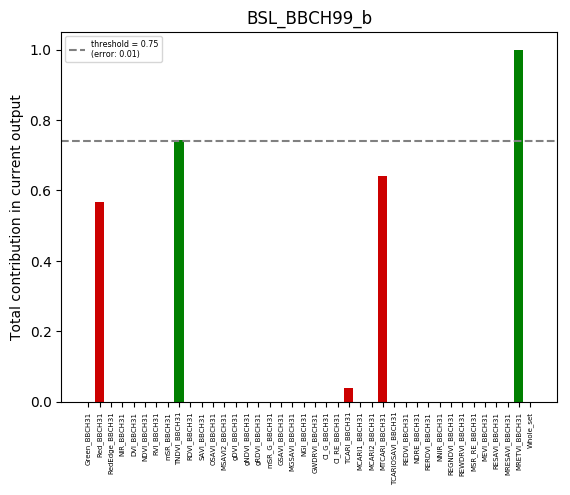 BSL_BBCH99_b
threshold = 0.75
(error: 0.01)
Total contribution in current output
1.0
0.8
0.6
0.4
0.2
0.0
Green_BBCH31
Red_BBCH31
RedEdge_BBCH31
NIR_BBCH31
DVI_BBCH31
NDVI_BBCH31
RVI_BBCH31
mSR_BBCH31
TNDVI_BBCH31
RDVI_BBCH31
SAVI_BBCH31
OSAVI_BBCH31
MSAVI2_BBCH31
gDVI_BBCH31
gNDVI_BBCH31
gRDVI_BBCH31
mSR_G_BBCH31
GSAVI_BBCH31
MGSAVI_BBCH31
NGI_BBCH31
GWDRVI_BBCH31
CI_G_BBCH31
CI_RE_BBCH31
TCARI_BBCH31
MCARI1_BBCH31
MCARI2_BBCH31
MTCARI_BBCH31
TCARIOSAVI_BBCH31
REDVI_BBCH31
NDRE_BBCH31
RERDVI_BBCH31
NNIR_BBCH31
REGNDVI_BBCH31
REWDRVI_BBCH31
MSR_RE_BBCH31
MEVI_BBCH31
RESAVI_BBCH31
MRESAVI_BBCH31
MRETVI_BBCH31
Whole_set